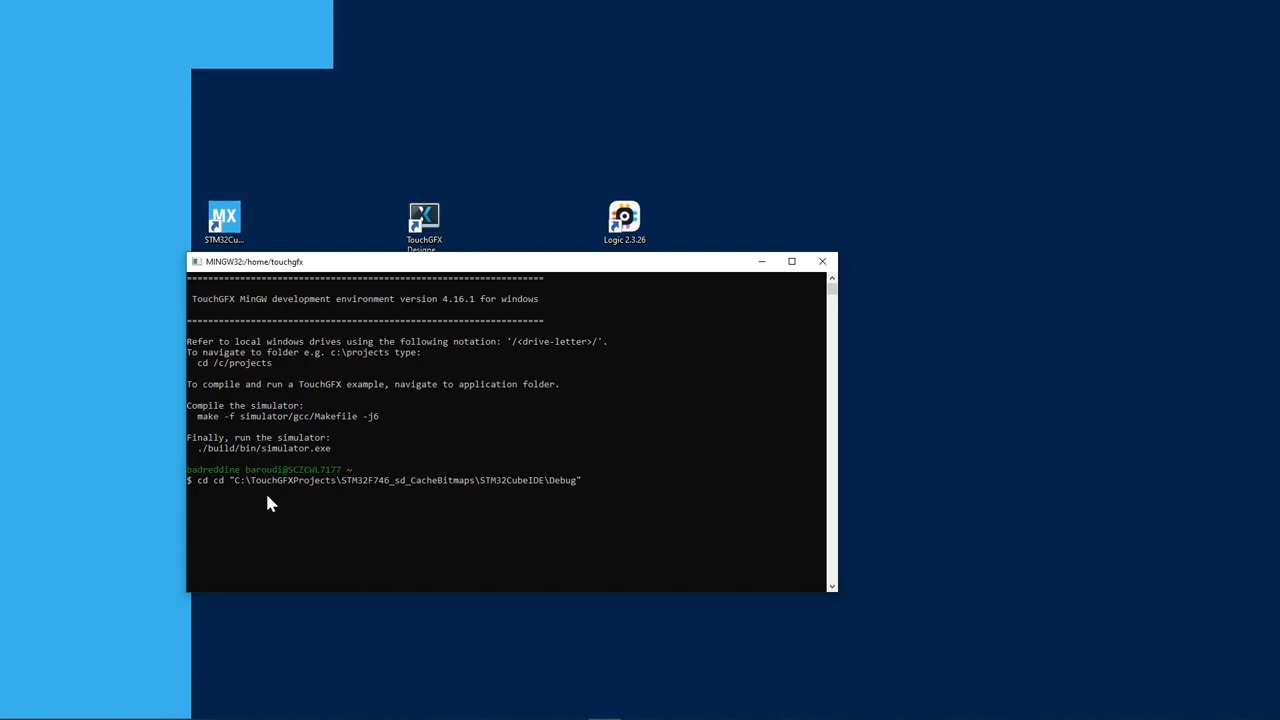 MX
STM32Cu...
TouchGFX
Designe...
Logic 2.3.26
MINGW32:/home/touchgfx
===================================================================
TouchGFX MinGW development environment version 4.16.1 for windows
===================================================================
Refer to local windows drives using the following notation: '/<drive-letter>/'.
To navigate to folder e.g. c:\projects type:
cd /c/projects
To compile and run a TouchGFX example, navigate to application folder.
Compile the simulator:
make -f simulator/gcc/Makefile -j6
Finally, run the simulator:
./build/bin/simulator.exe
badreddine baroudi@SCZCWL7177 ~
$ cd cd "C:\TouchGFXProjects\STM32F746_sd_CacheBitmaps\STM32CubeIDE\Debug"